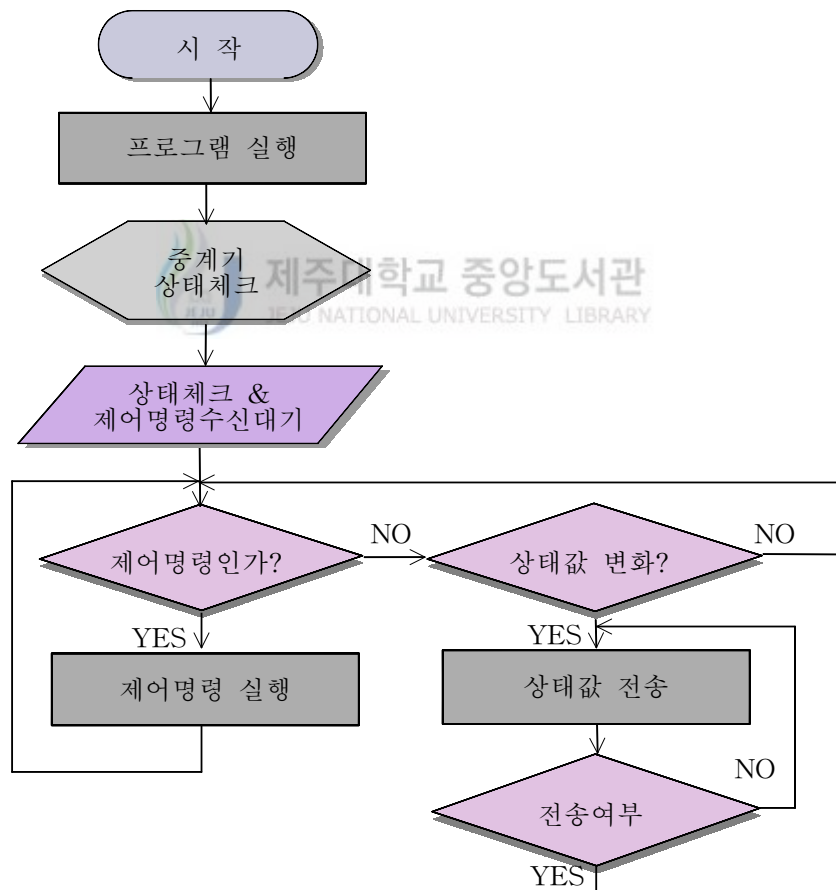 시 작
프로그램 실행
중계기
상태체크
제주대학교 중앙도서관
JEJU NATIONAL UNIVERSITY LIBRARY
JEJU
상태체크 &
제어명령수신대기
제어명령인가?
NO
상태값 변화?
NO
YES
제어명령 실행
YES
상태값 전송
NO
전송여부
YES